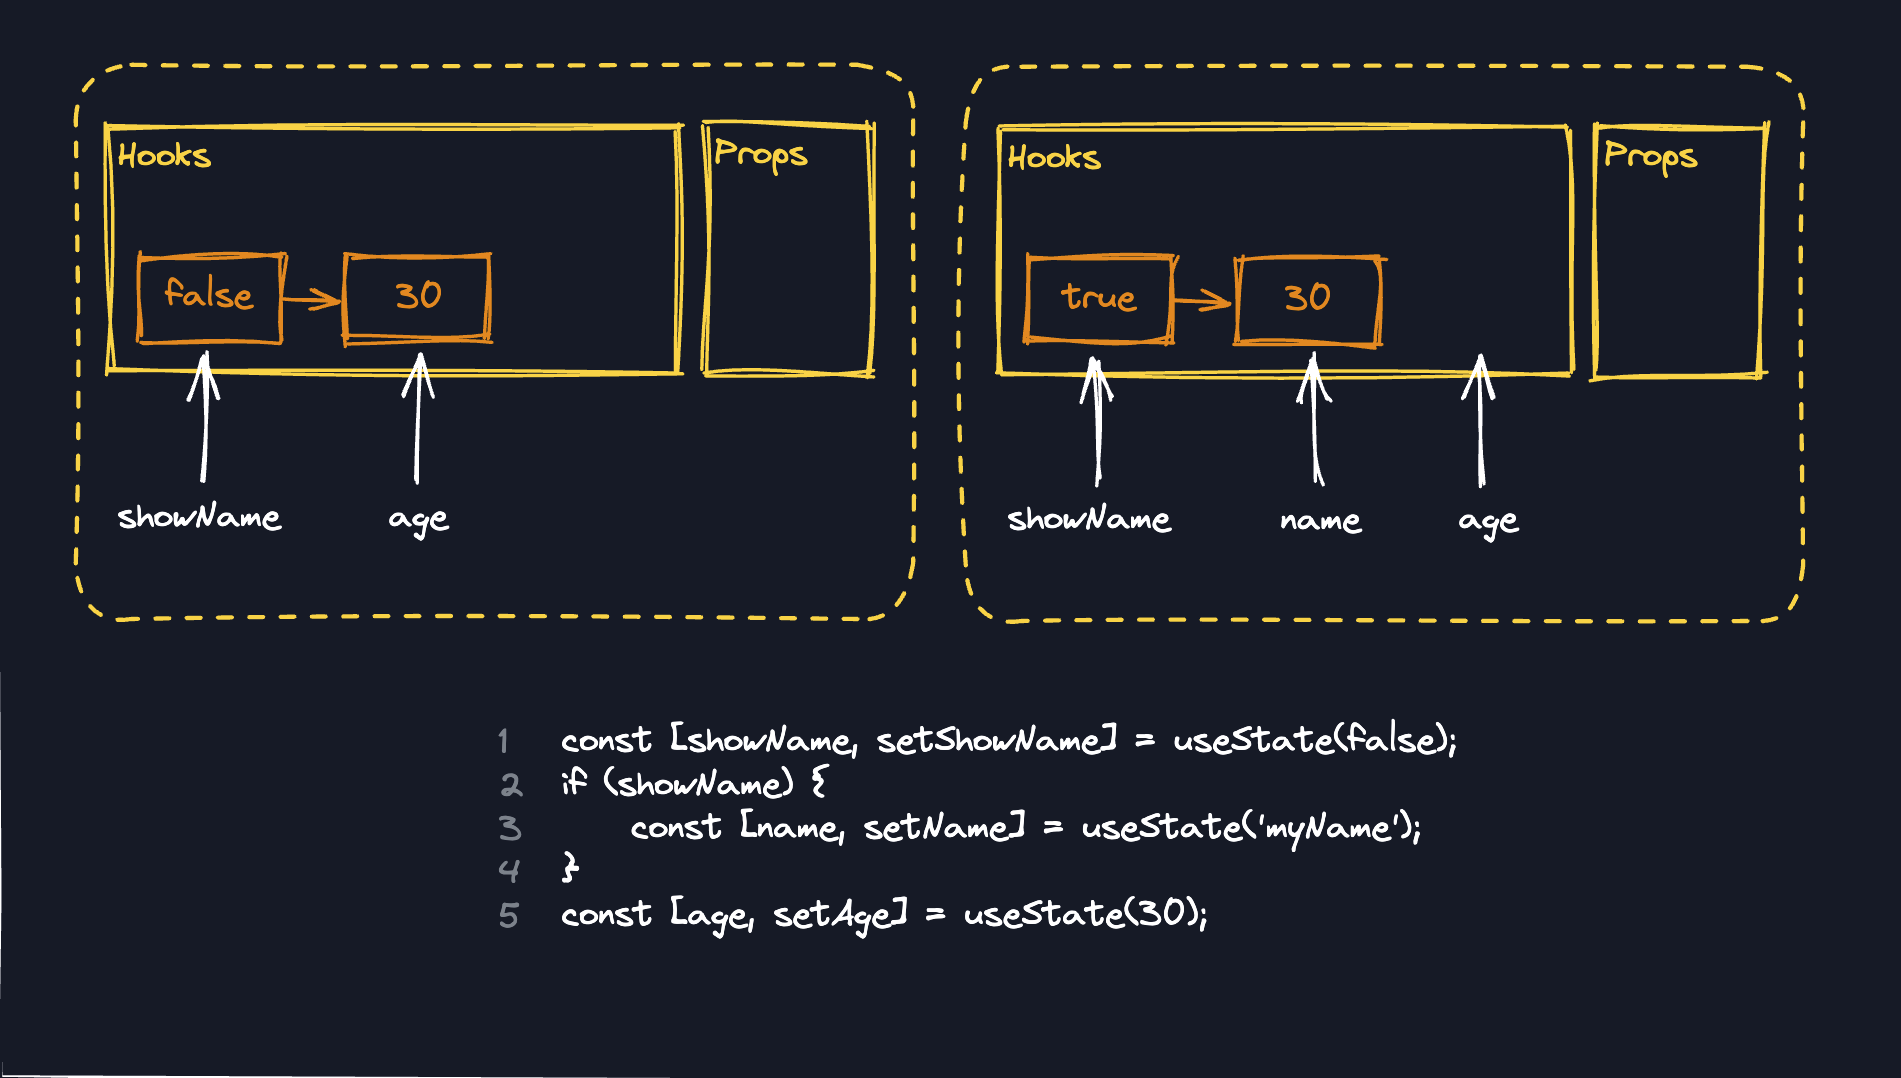 Hooks
Props
false
30
showName
age
Hooks
Props
true
30
showName
name
age
1 const [showName, setShowName] = useState(false);
2 if (showName) {
3 const [name, setName] = useState('myName');
4 }
5 const [age, setAge] = useState(30);